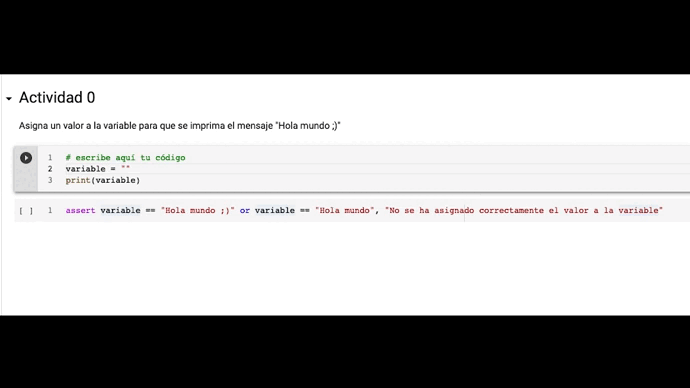 Actividad 0
Asigna un valor a la variable para que se imprima el mensaje "Hola mundo ;)"
1 # escribe aquí tu código
2 variable = ""
3 print(variable)
[ ] 1 assert variable == "Hola mundo ;)" or variable == "Hola mundo", "No se ha asignado correctamente el valor a la variable"